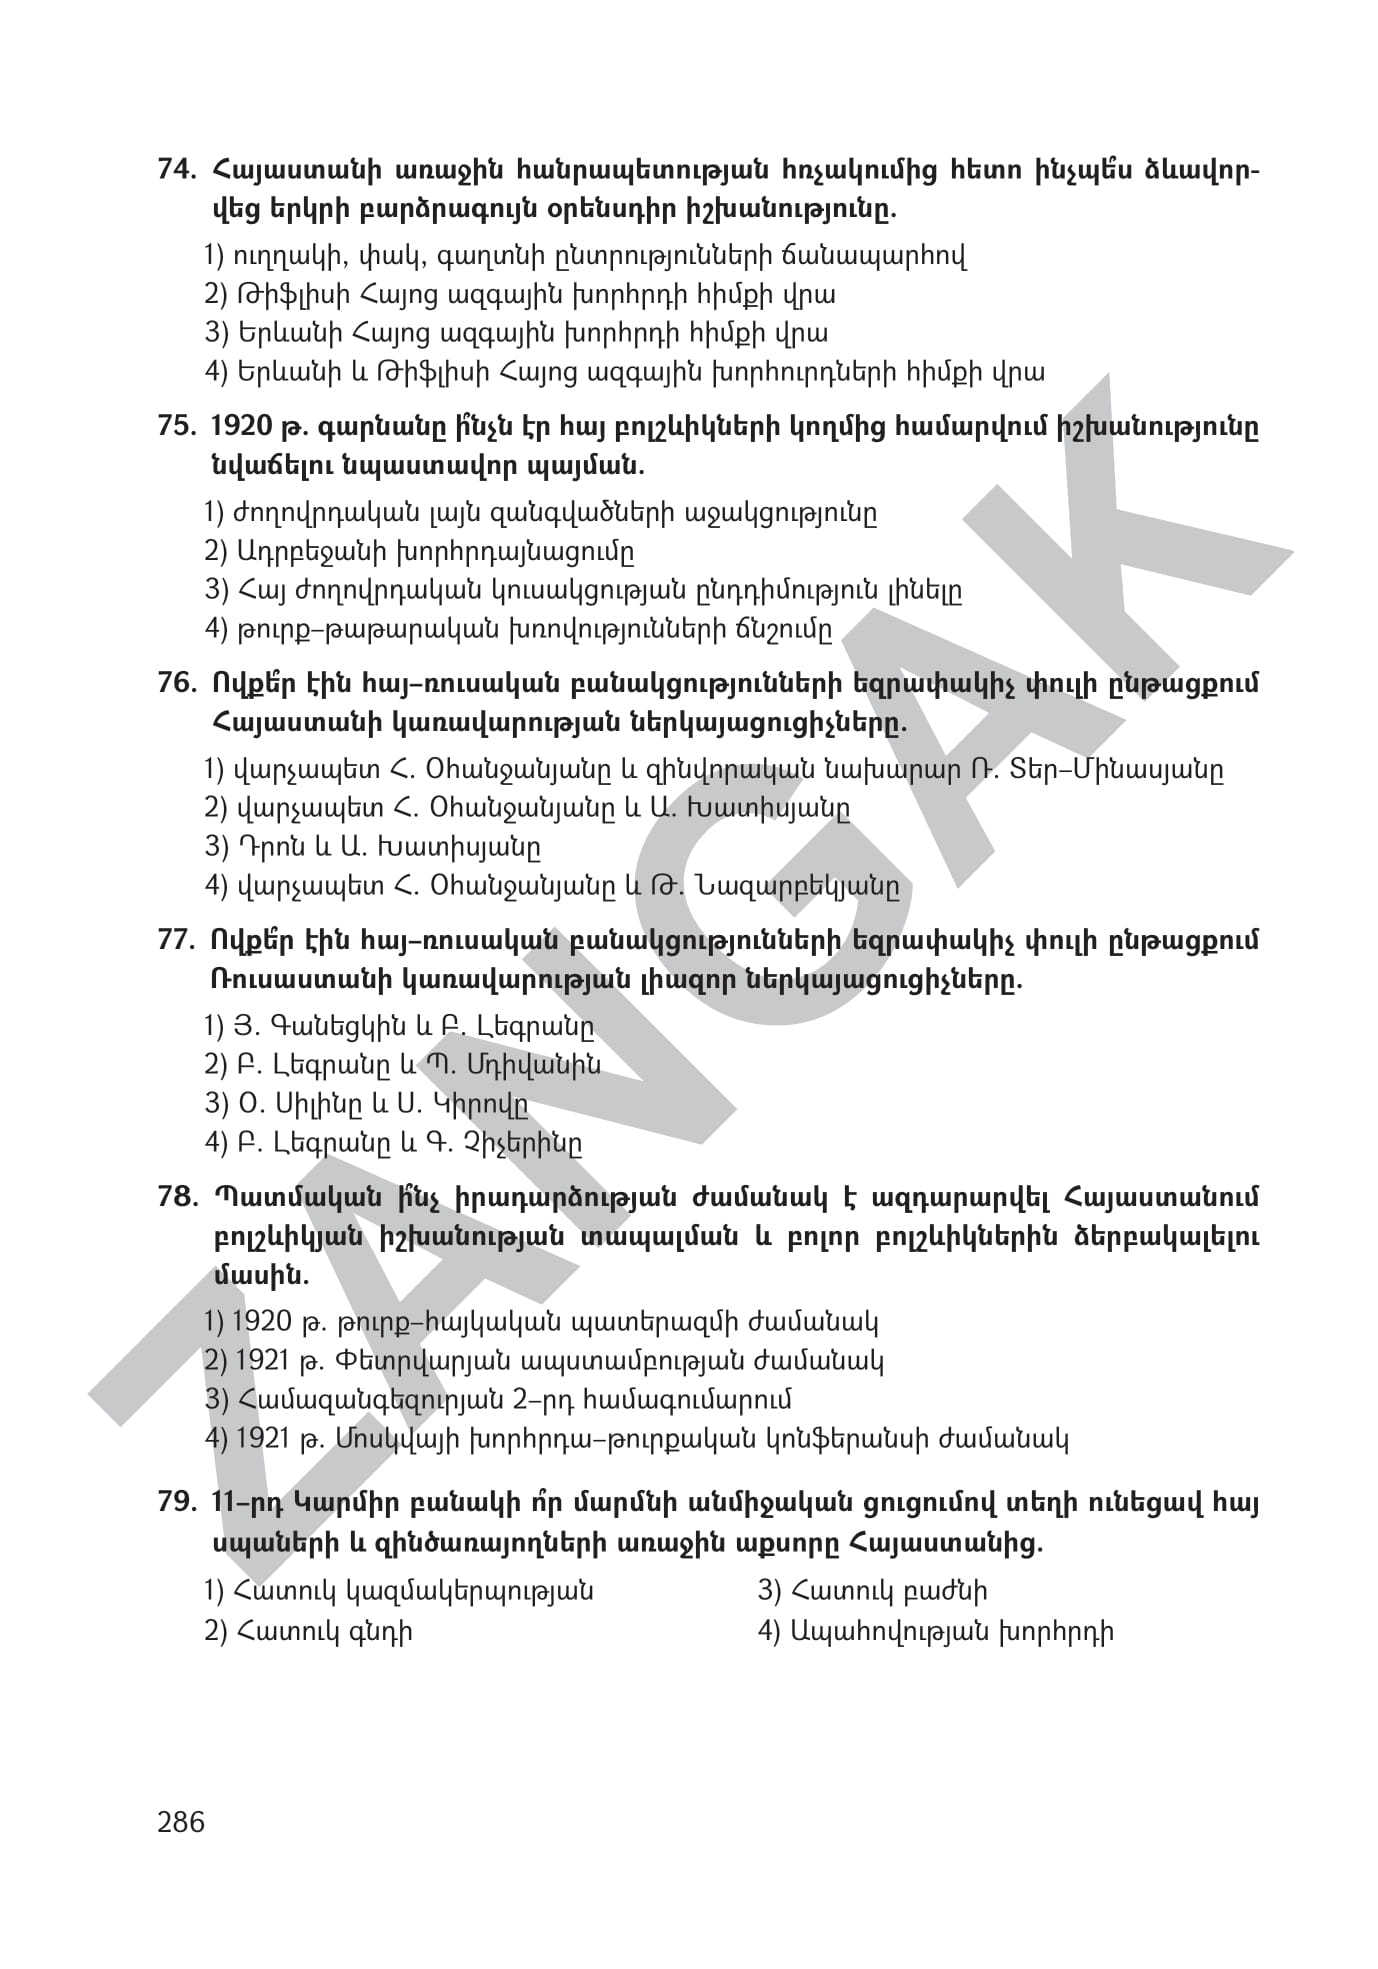 74. Հայաստանի առաջին հանրապետության հռչակումից հետո ինչպե՞ս ձևավոր-
վեց երկրի բարձրագույն օրենսդիր իշխանությունը.
1) ուղղակի, փակ, գաղտնի ընտրությունների ճանապարհով
2) Թիֆլիսի Հայոց ազգային խորհրդի հիմքի վրա
3) Երևանի Հայոց ազգային խորհրդի հիմքի վրա
4) Երևանի և Թիֆլիսի Հայոց ազգային խորհուրդների հիմքի վրա
75. 1920 թ. գարնանը ի՞նչն էր հայ բոլշևիկների կողմից համարվում իշխանությունը
նվաճելու նպաստավոր պայման.
1) ժողովրդական լայն զանգվածների աջակցությունը
2) Ադրբեջանի խորհրդայնացումը
3) Հայ ժողովրդական կուսակցության ընդդիմություն լինելը
4) թուրք–թաթարական խռովությունների ճնշումը
76. Ովքե՞ր էին հայ–ռուսական բանակցությունների եզրափակիչ փուլի ընթացքում
Հայաստանի կառավարության ներկայացուցիչները.
1) վարչապետ Հ. Օհանջանյանը և զինվորական նախարար Ռ. Տեր–Մինասյանը
2) վարչապետ Հ. Օհանջանյանը և Ա. Խատիսյանը
3) Դրոն և Ա. Խատիսյանը
4) վարչապետ Հ. Օհանջանյանը և Թ. Նազարբեկյանը
77. Ովքե՞ր էին հայ–ռուսական բանակցությունների եզրափակիչ փուլի ընթացքում
Ռուսաստանի կառավարության լիազոր ներկայացուցիչները.
1) Յ. Գանեցկին և Բ. Լեգրանը
2) Բ. Լեգրանը և Պ. Մդիվանին
3) Օ. Սիլինը և Ս. Կիրովը
4) Բ. Լեգրանը և Գ. Չիչերինը
78. Պատմական ի՞նչ իրադարձության ժամանակ է ազդարարվել Հայաստանում
բոլշևիկյան իշխանության տապալման և բոլոր բոլշևիկներին ձերբակալելու
մասին.
1) 1920 թ. թուրք–հայկական պատերազմի ժամանակ
2) 1921 թ. Փետրվարյան ապստամբության ժամանակ
3) Համազանգեզուրյան 2–րդ համագումարում
4) 1921 թ. Մոսկվայի խորհրդա–թուրքական կոնֆերանսի ժամանակ
79. 11–րդ Կարմիր բանակի ո՞ր մարմնի անմիջական ցուցումով տեղի ունեցավ հայ
սպաների և զինծառայողների առաջին աքսորը Հայաստանից.
1) Հատուկ կազմակերպության
2) Հատուկ գնդի
3) Հատուկ բաժնի
4) Ապահովության խորհրդի
286
ZANGAK